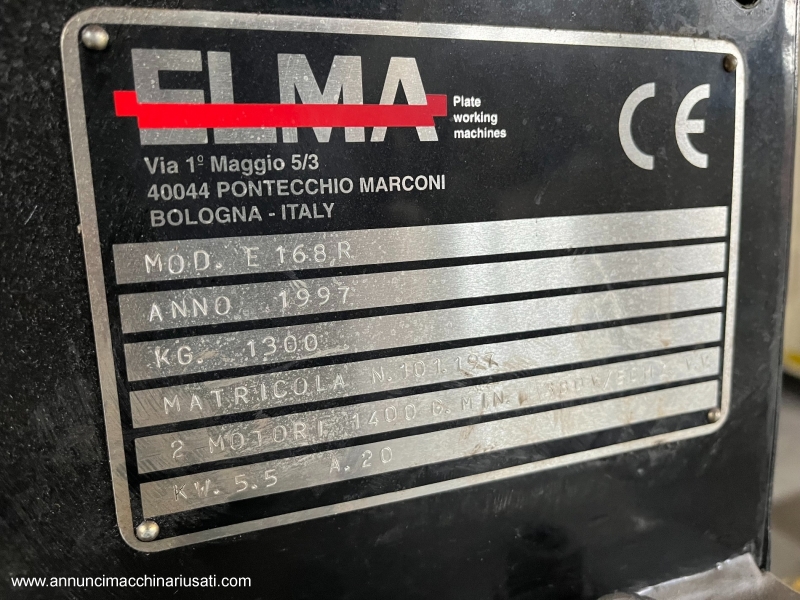 ELMA
Plate
working
machines
CE
Via 1º Maggio 5/3
40044 PONTECCHIO MARCONI
BOLOGNA - ITALY
MOD. E 168 R
ANNO 1997
KG. 1300
MATRICOLA
2 MOTORI 1400 G. MIN.
KW. 5.5 A. 20
www.annuncimacchinariusati.com